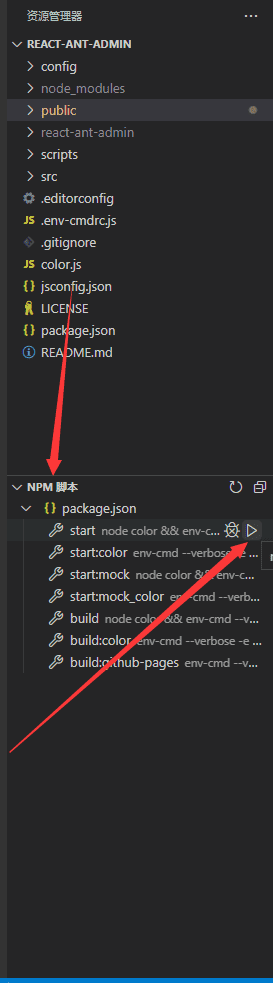 资源管理器
REACT-ANT-ADMIN
config
node_modules
public
react-ant-admin
scripts
src
.editorconfig
.env-cmdrc.js
.gitignore
color.js
jsconfig.json
LICENSE
package.json
README.md
NPM 脚本
package.json
start node color && env-c...
start:color env-cmd --verbose -e ...
start:mock node color && env-c...
start:mock_color env-cmd --verb...
build node color && env-cmd --v...
build:color env-cmd --verbose -e ...
build:github-pages env-cmd --v...